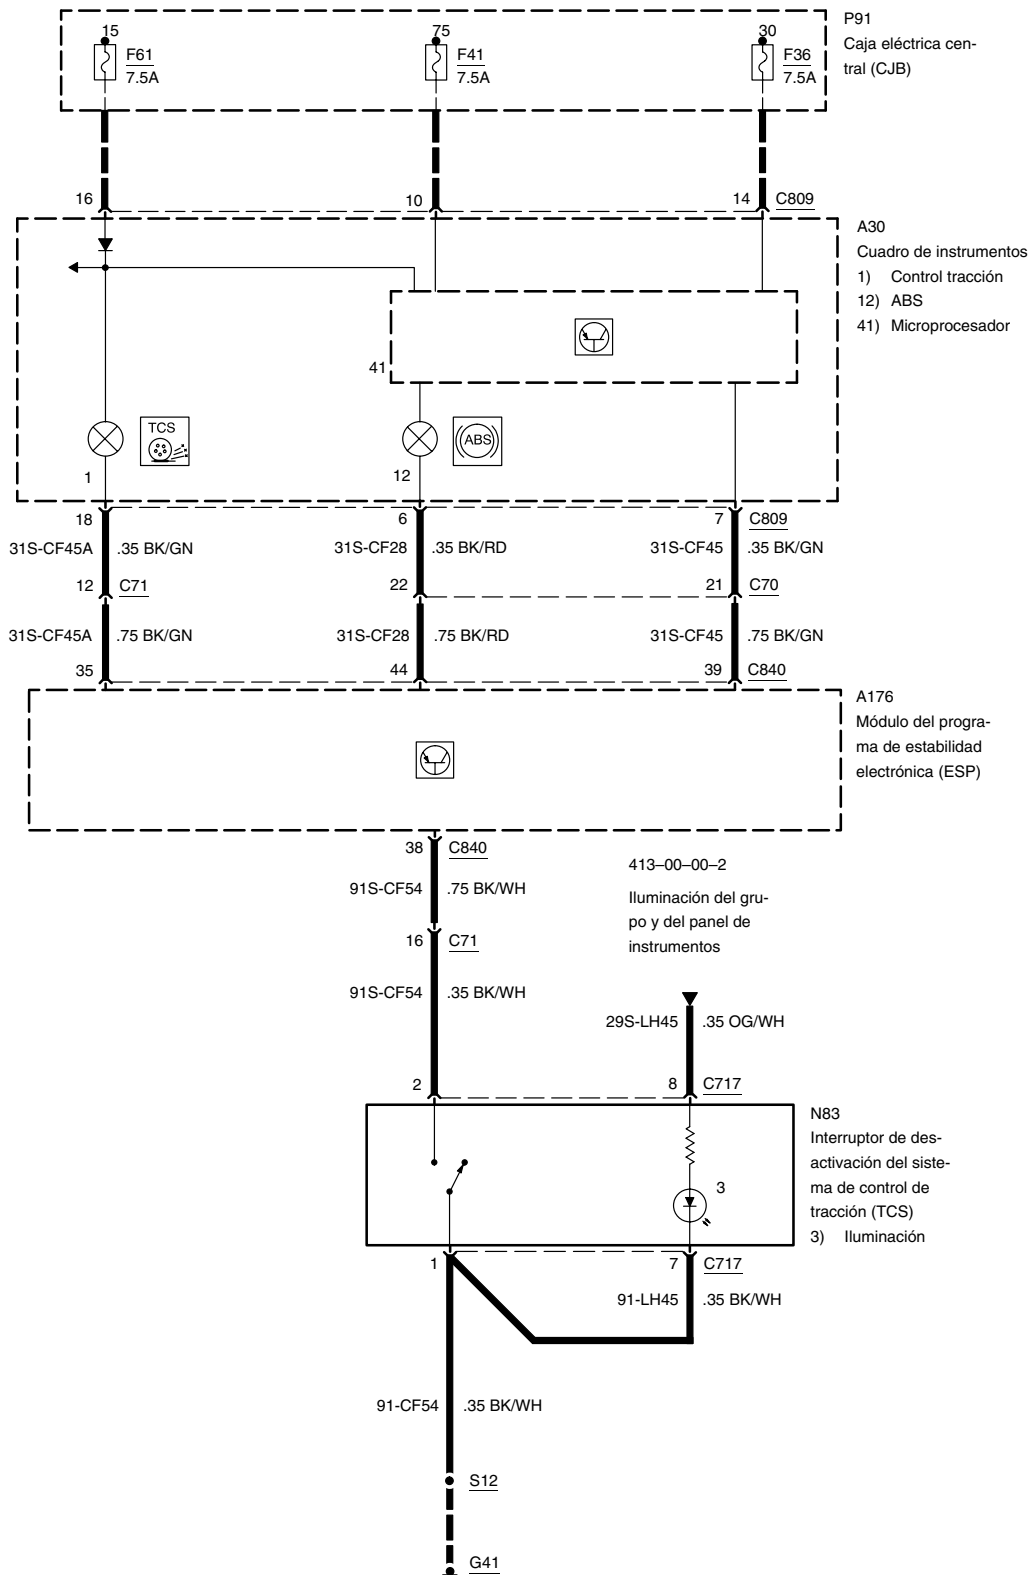 P91
Caja eléctrica cen-
tral (CJB)
15
F61
7.5A
75
F41
7.5A
30
F36
7.5A
16
10
14
C809
A30
Cuadro de instrumentos
1) Control tracción
12) ABS
41) Microprocesador
41
TCS
ABS
1
12
18
6
7
C809
31S-CF45A
.35 BK/GN
31S-CF28
.35 BK/RD
31S-CF45
.35 BK/GN
12
C71
22
21
C70
31S-CF45A
.75 BK/GN
31S-CF28
.75 BK/RD
31S-CF45
.75 BK/GN
35
44
39
C840
A176
Módulo del progra-
ma de estabilidad
electrónica (ESP)
38
C840
91S-CF54
.75 BK/WH
16
C71
91S-CF54
.35 BK/WH
413–00–00–2
Iluminación del gru-
po y del panel de
instrumentos
29S-LH45
.35 OG/WH
2
8
C717
N83
Interruptor de des-
activación del siste-
ma de control de
tracción (TCS)
3) Iluminación
3
1
7
C717
91-LH45
.35 BK/WH
91-CF54
.35 BK/WH
S12
G41